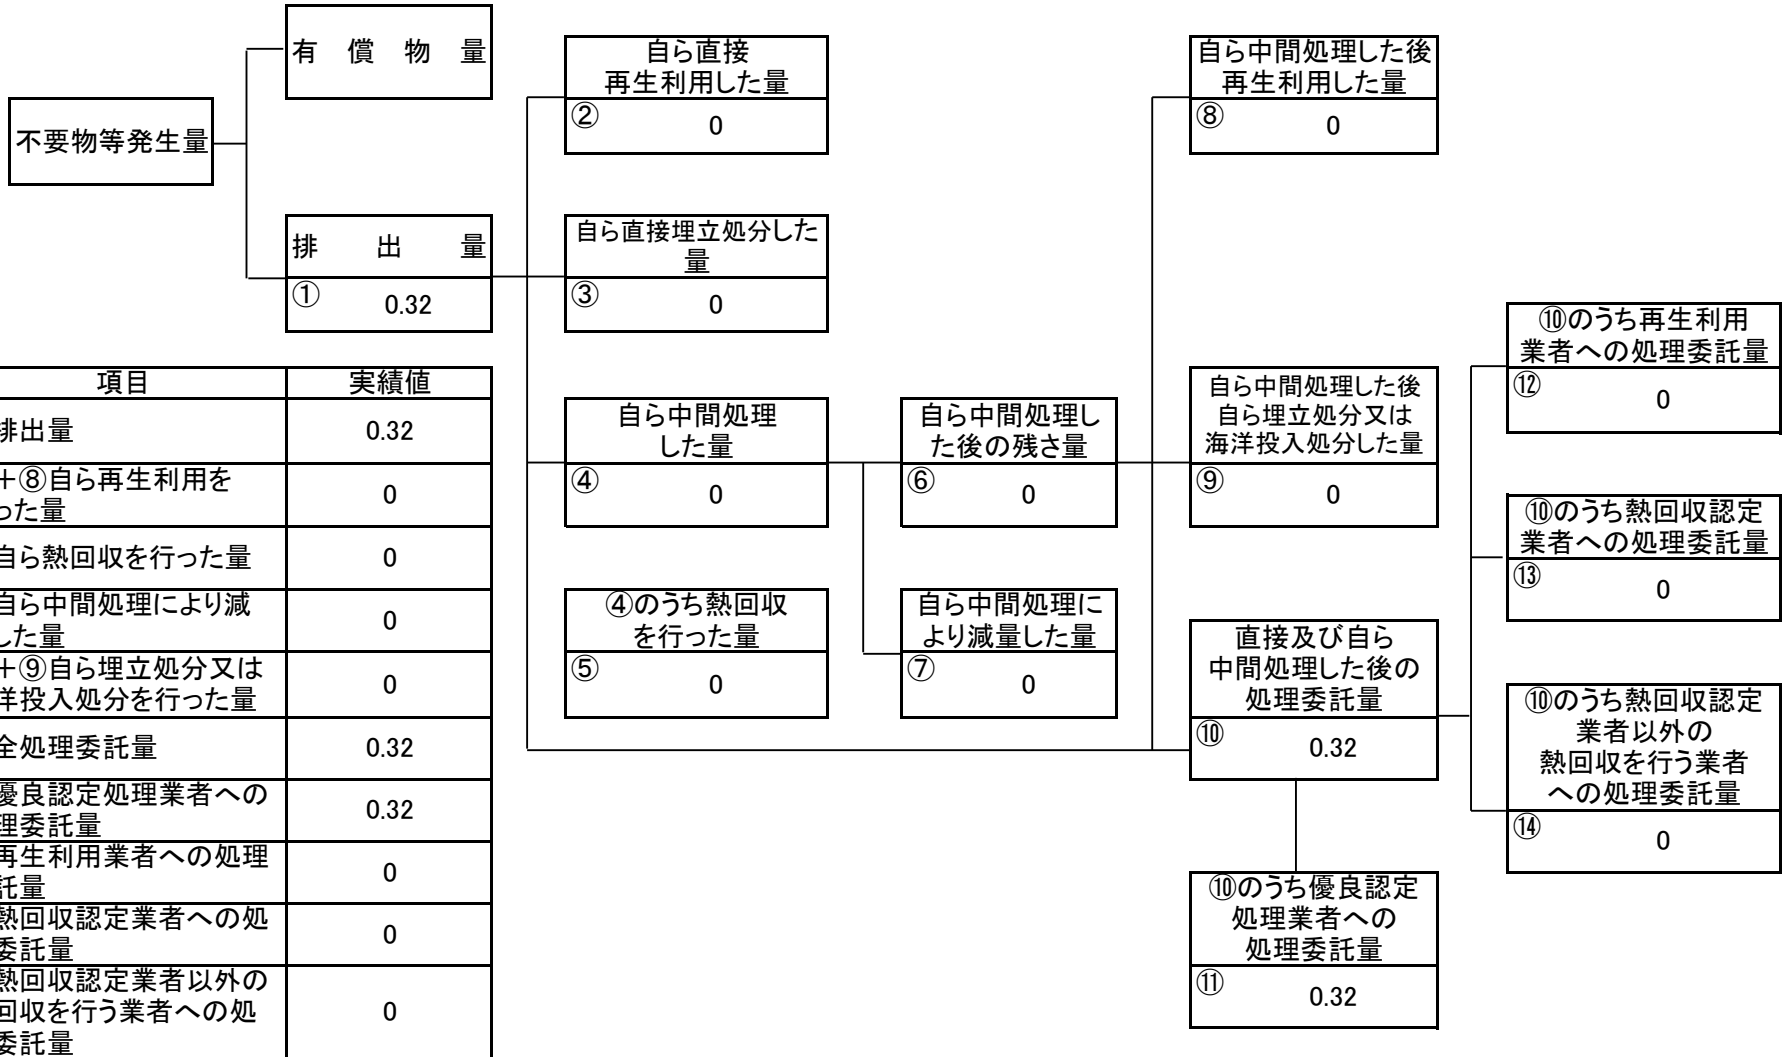 有 償 物 量
不要物等発生量
排 出 量
① 0.32
自ら直接
再生利用した量
② 0
自ら直接埋立処分した
量
③ 0
自ら中間処理
した量
④ 0
④のうち熱回収
を行った量
⑤ 0
自ら中間処理し
た後の残さ量
⑥ 0
自ら中間処理に
より減量した量
⑦ 0
自ら中間処理した後
再生利用した量
⑧ 0
自ら中間処理した後
自ら埋立処分又は
海洋投入処分した量
⑨ 0
直接及び自ら
中間処理した後の
処理委託量
⑩ 0.32
⑩のうち優良認定
処理業者への
処理委託量
⑪ 0.32
⑩のうち再生利用
業者への処理委託量
⑫ 0
⑩のうち熱回収認定
業者への処理委託量
⑬ 0
⑩のうち熱回収認定
業者以外の
熱回収を行う業者
への処理委託量
⑭ 0
項目 実績値
排出量 0.32
+⑧自ら再生利用を
った量 0
自ら熱回収を行った量 0
自ら中間処理により減
した量 0
+⑨自ら埋立処分又は
洋投入処分を行った量 0
全処理委託量 0.32
優良認定処理業者への
理委託量 0.32
再生利用業者への処理
託量 0
熱回収認定業者への処
委託量 0
熱回収認定業者以外の
回収を行う業者への処
委託量 0